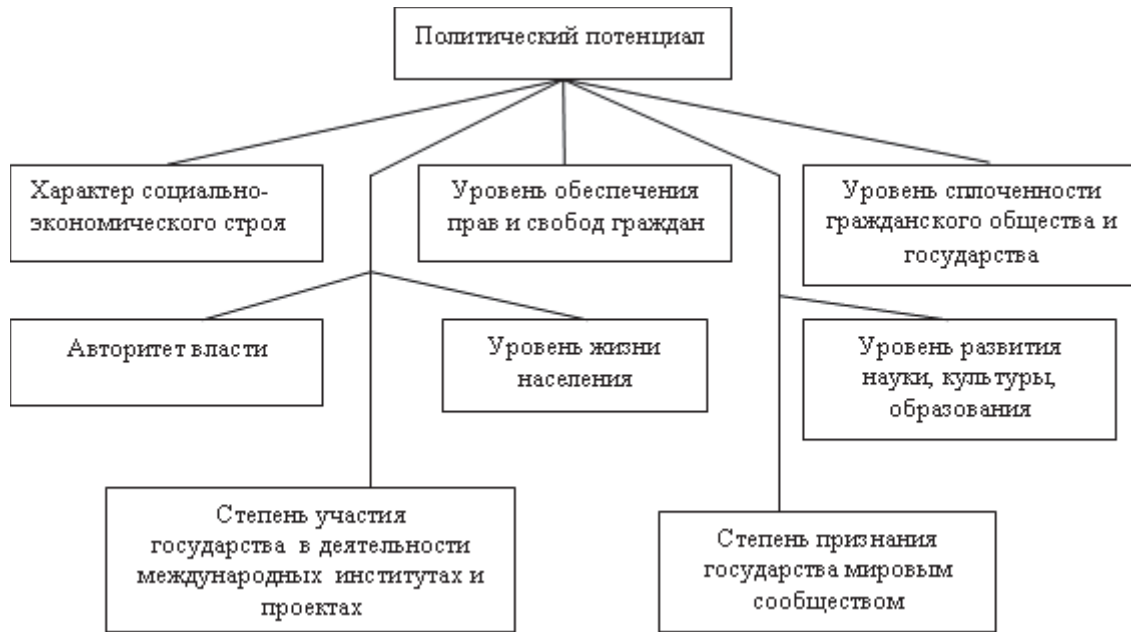 Политический потенциал
Характер социально-
экономического строя
Уровень обеспечения
прав и свобод граждан
Уровень сплоченности
гражданского общества и
государства
Авторитет власти
Уровень жизни
населения
Уровень развития
науки, культуры,
образования
Степень участия
государства в деятельности
международных институтах и
проектах
Степень признания
государства мировым
сообществом